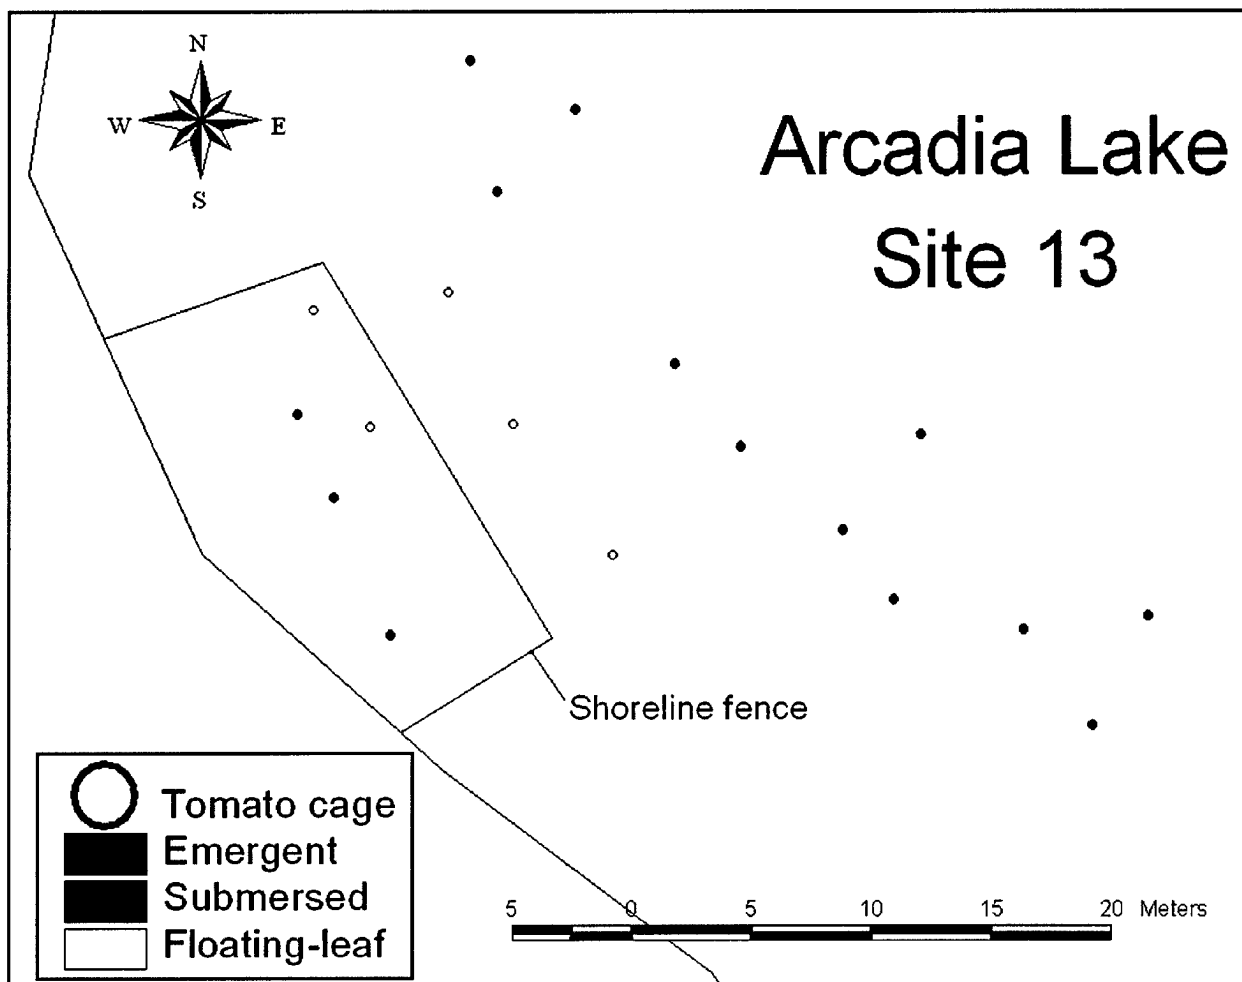 N
W E
S
Arcadia Lake
Site 13
Shoreline fence
Tomato cage
Emergent
Submersed
Floating-leaf
5 0 5 10 15 20 Meters